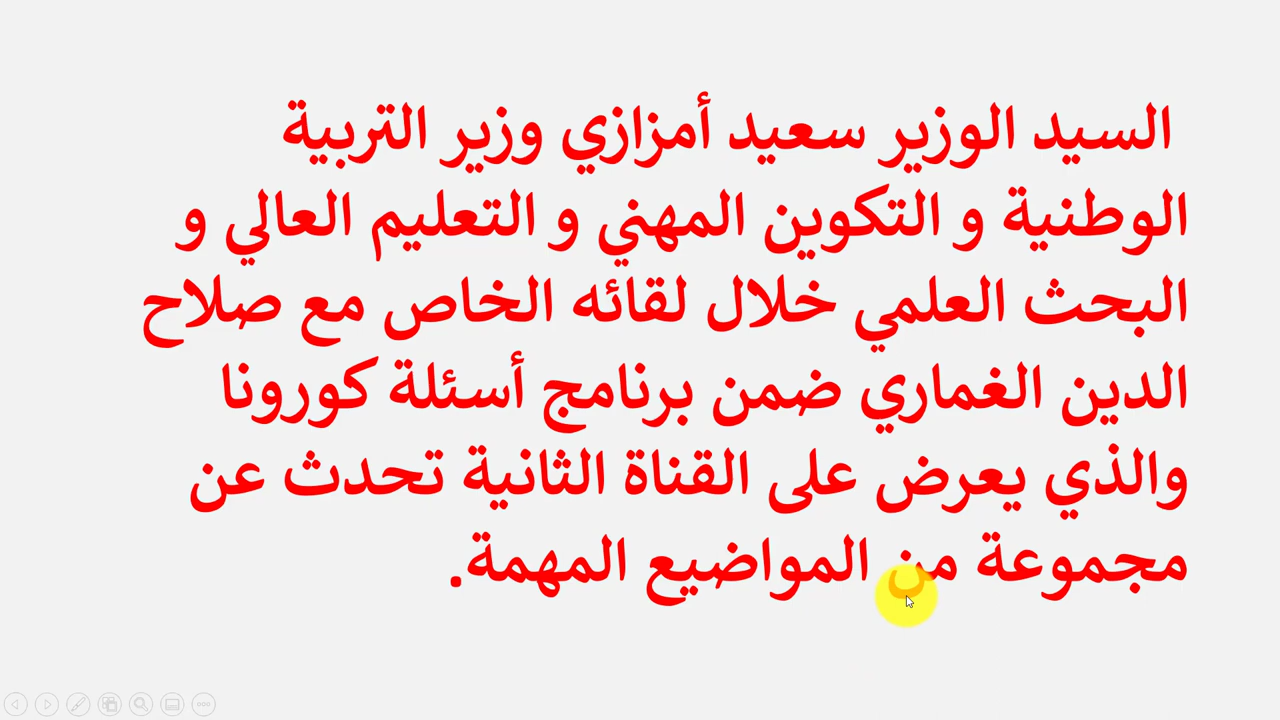 السيد الوزير سعيد أمزازي وزير التربية
الوطنية و التكوين المهني و التعليم العالي و
البحث العلمي خلال لقائه الخاص مع صلاح
الدين الغماري ضمن برنامج أسئلة كورونا
والذي يعرض على القناة الثانية تحدث عن
مجموعة من المواضيع المهمة.